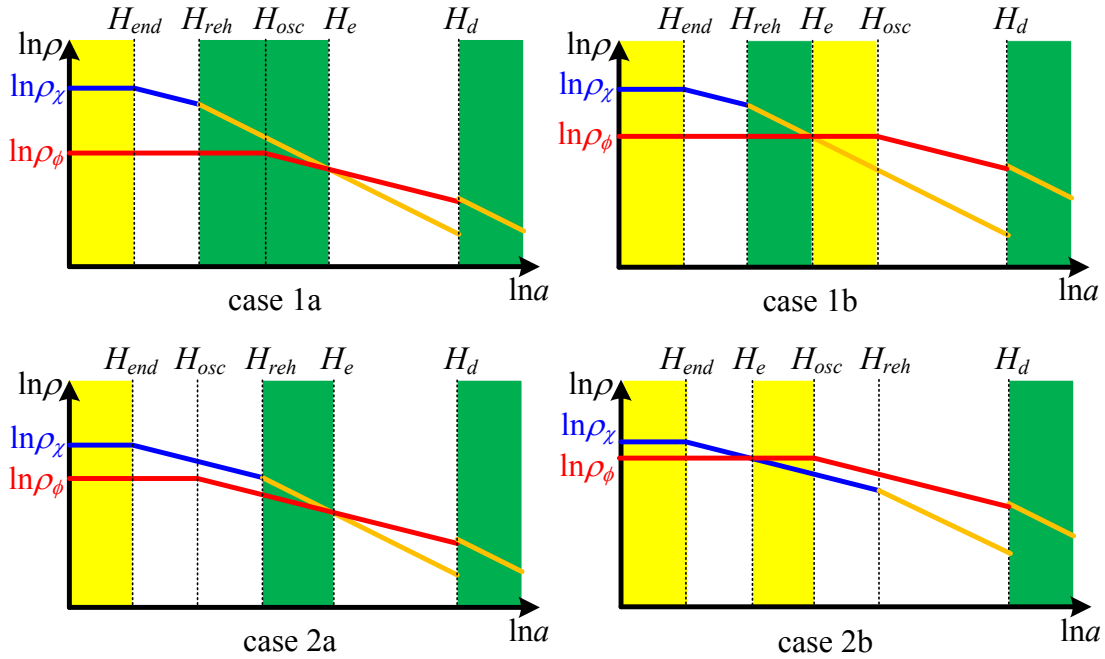 H_end H_reh H_osc H_e H_d
lnρ
lnρ_χ
lnρ_ϕ
lna
case 1a
H_end H_reh H_e H_osc H_d
lnρ
lnρ_χ
lnρ_ϕ
lna
case 1b
H_end H_osc H_reh H_e H_d
lnρ
lnρ_χ
lnρ_ϕ
lna
case 2a
H_end H_e H_osc H_reh H_d
lnρ
lnρ_χ
lnρ_ϕ
lna
case 2b